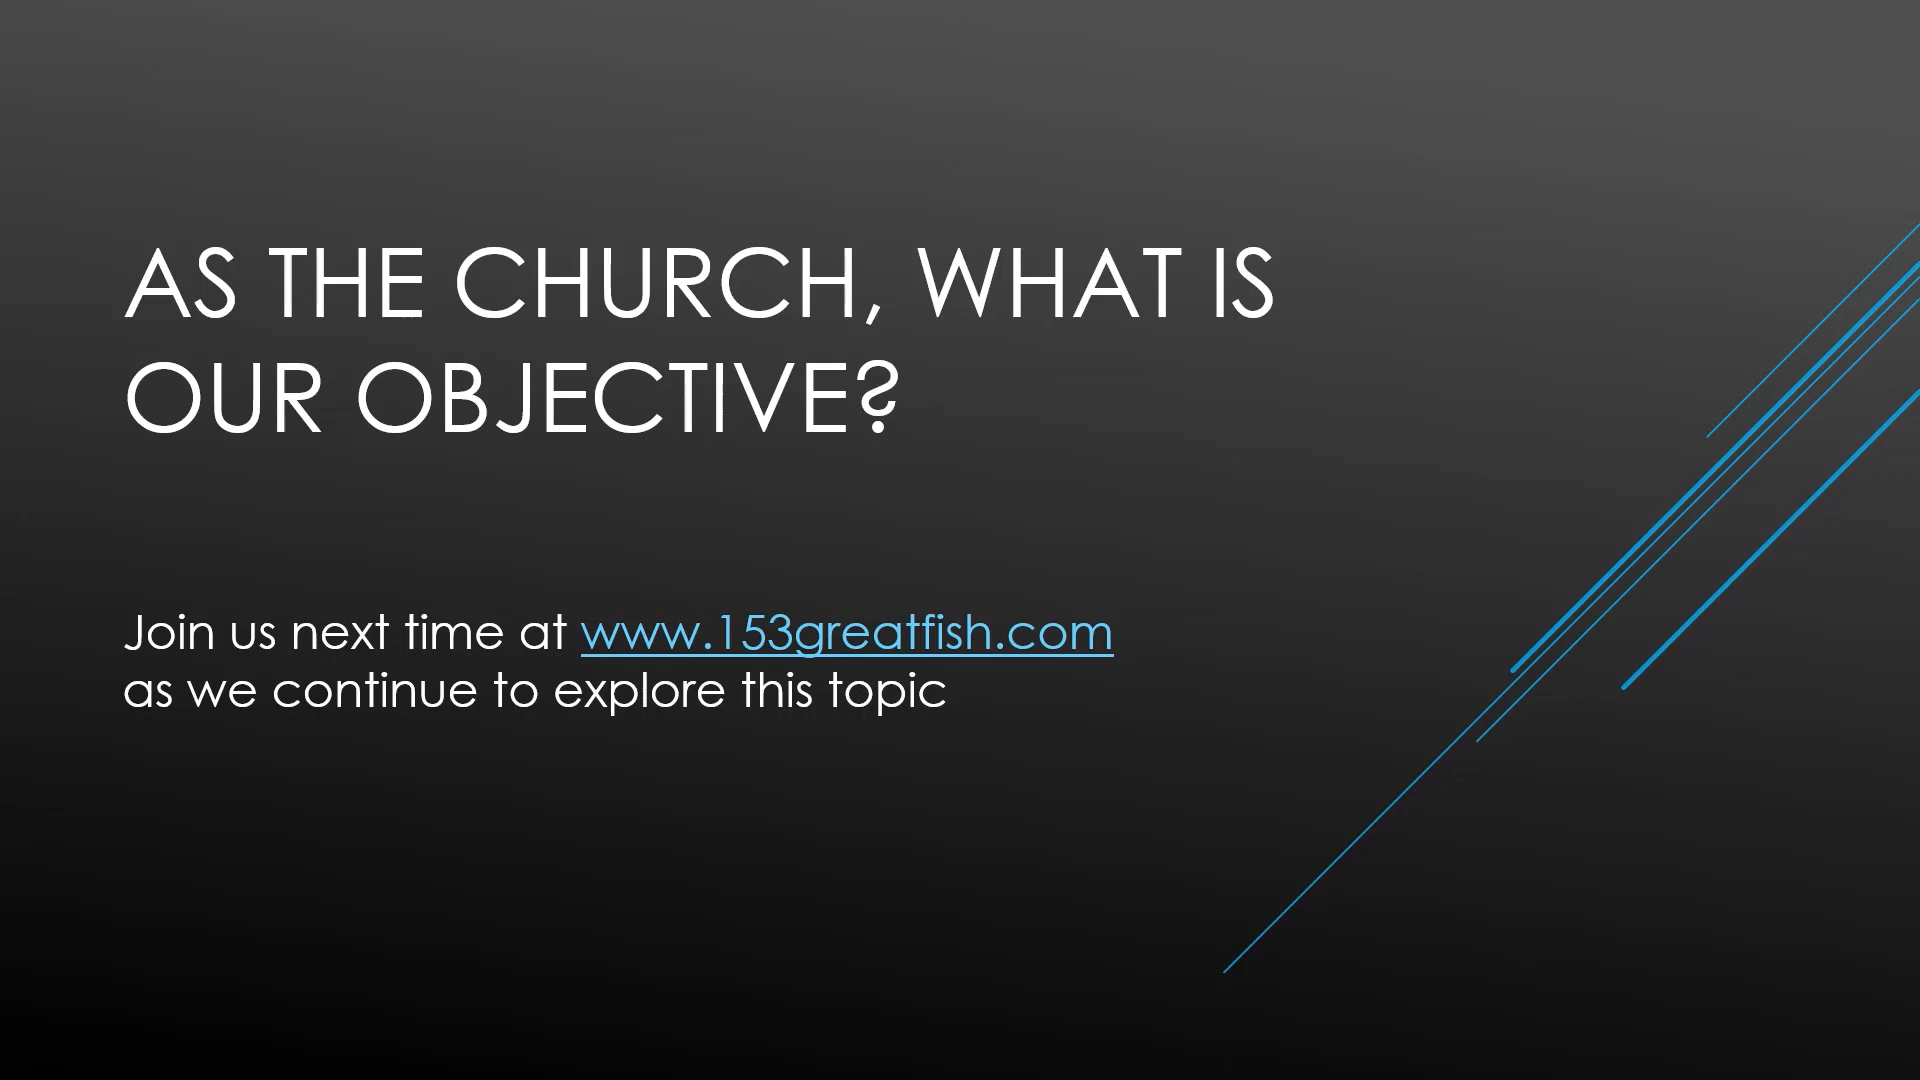 AS THE CHURCH, WHAT IS
OUR OBJECTIVE?
Join us next time at www.153greatfish.com
as we continue to explore this topic